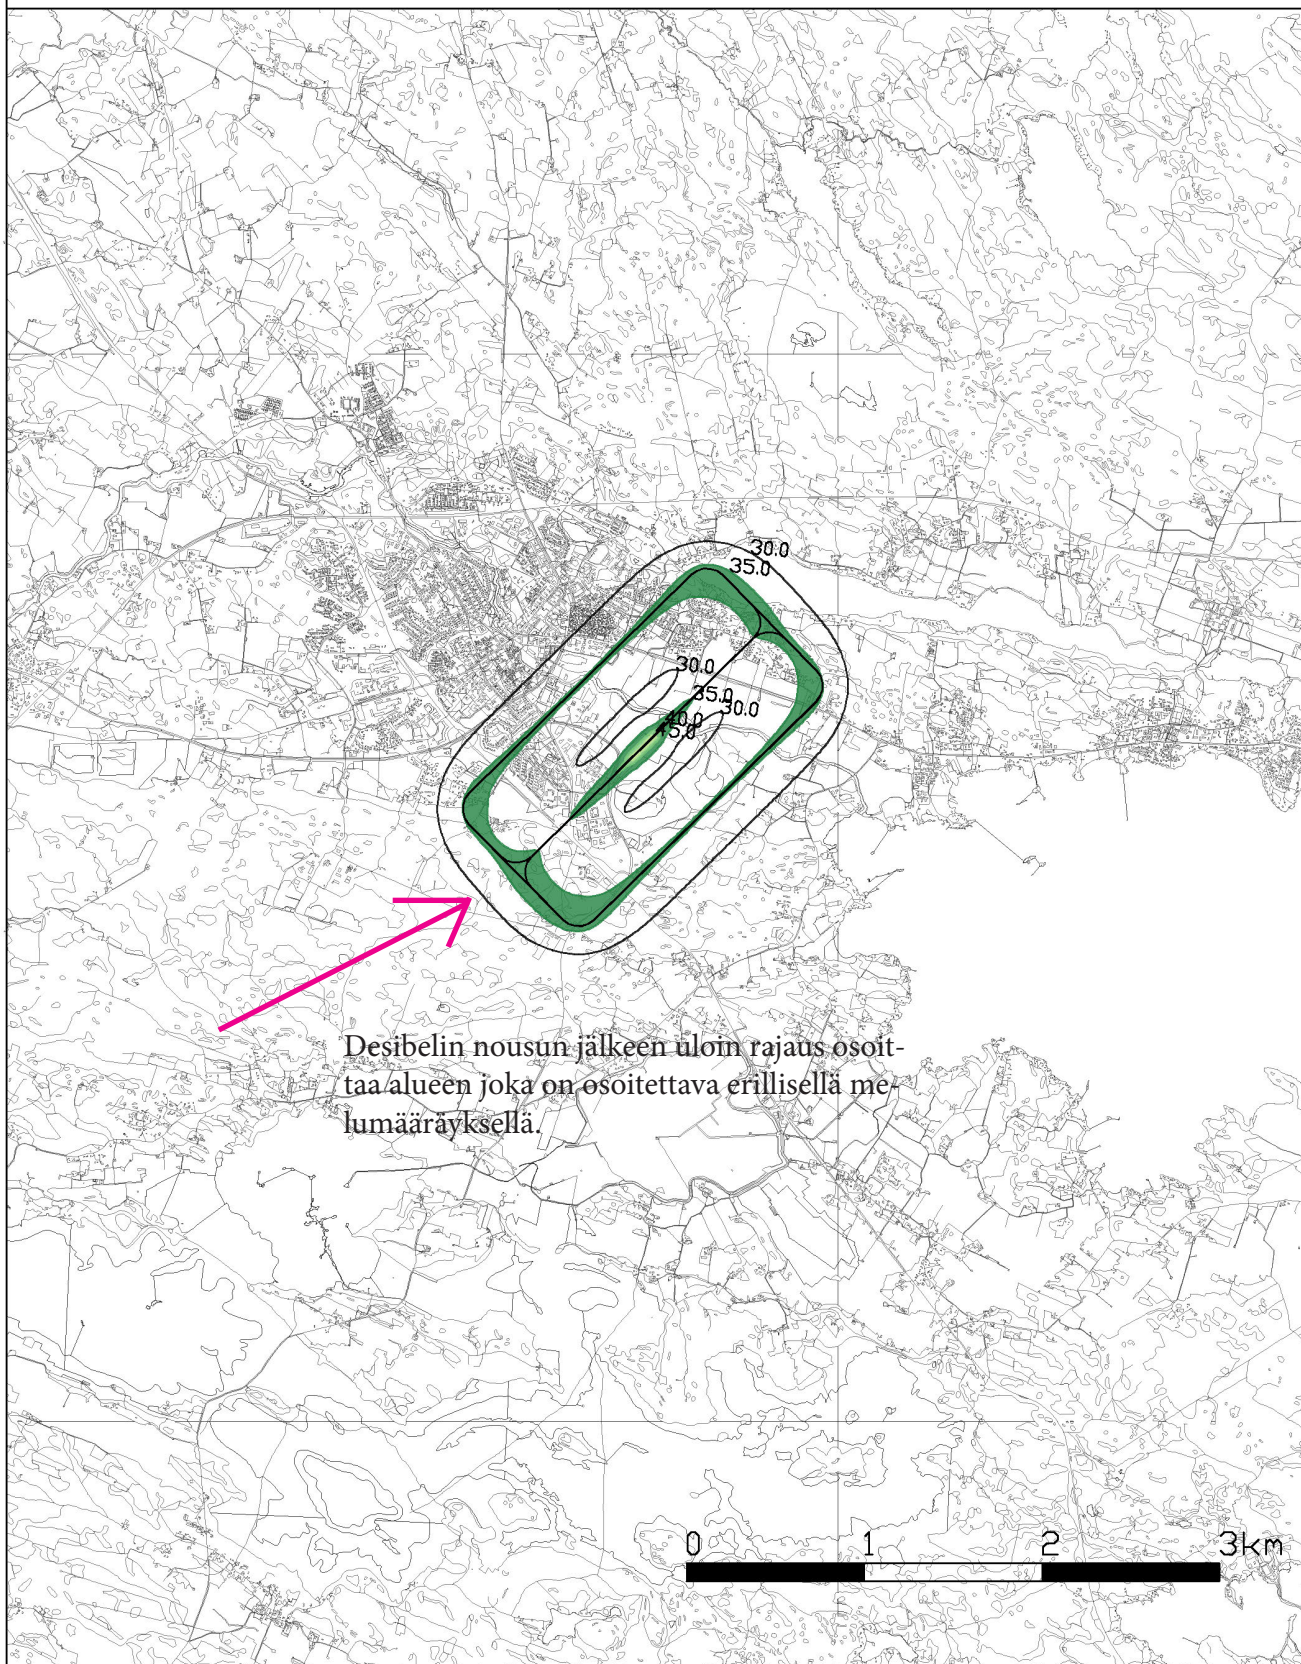 30.0
35.0
30.0
35.0
30.0
40.0
45.0
Desibelin nousun jälkeen uloin rajaus osoit-
taa alueen joka on osoitettava erillisellä me-
lumääräyksellä.
0 1 2 3km